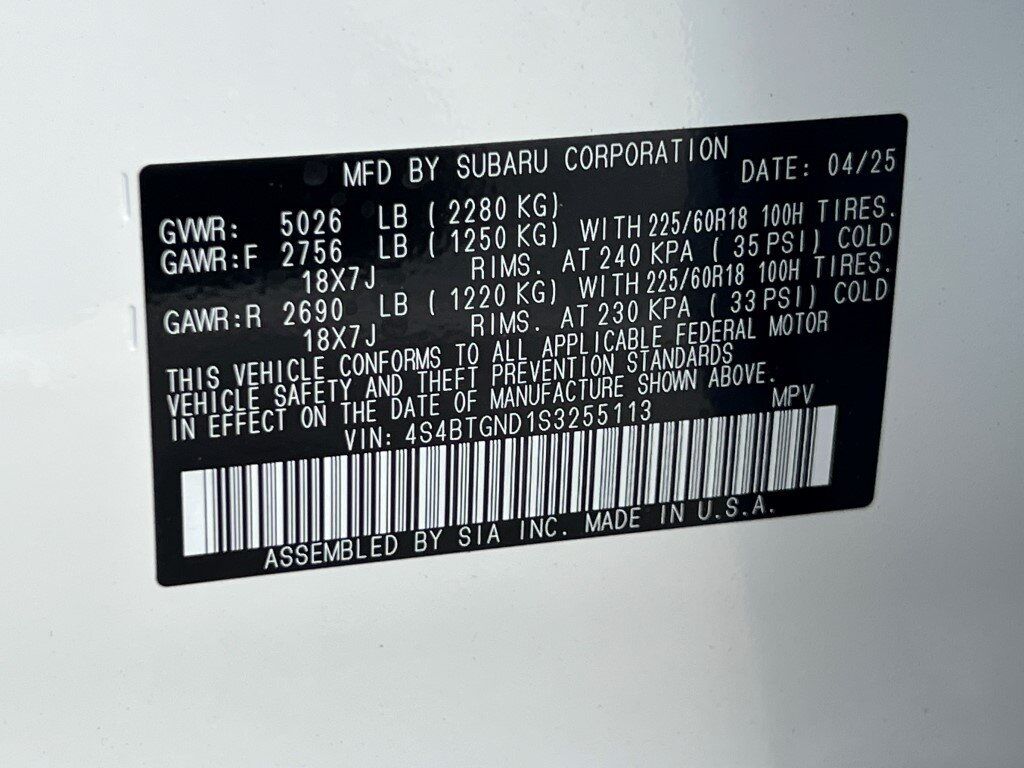 MFD BY SUBARU CORPORATION DATE: 04/25
GVWR: 5026 LB ( 2280 KG)
GAWR:F 2756 LB ( 1250 KG) WITH 225/60R18 100H TIRES.
18X7J RIMS. AT 240 KPA ( 35 PSI) COLD
GAWR:R 2690 LB ( 1220 KG) WITH 225/60R18 100H TIRES.
18X7J RIMS. AT 230 KPA ( 33 PSI) COLD
THIS VEHICLE CONFORMS TO ALL APPLICABLE FEDERAL MOTOR
VEHICLE SAFETY AND THEFT PREVENTION STANDARDS
IN EFFECT ON THE DATE OF MANUFACTURE SHOWN ABOVE.
VIN: 4S4BTGND1S3255113 MPV
ASSEMBLED BY SIA INC. MADE IN U.S.A.